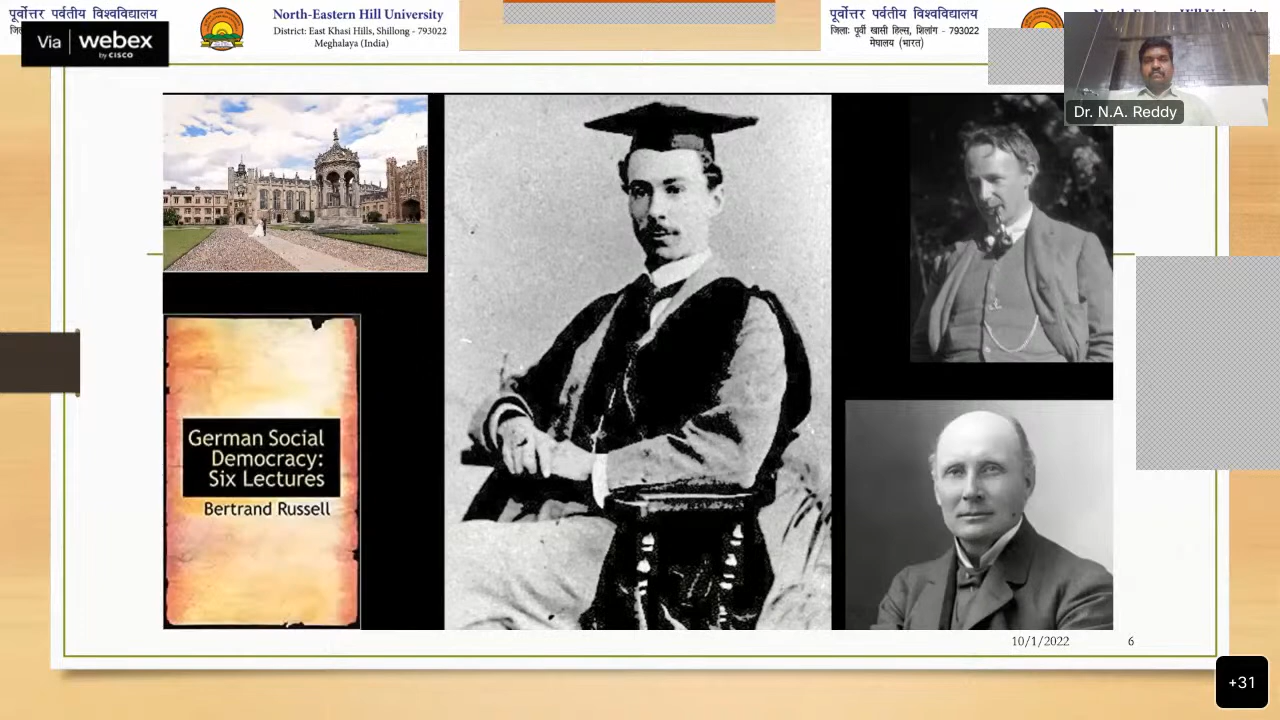 पूर्वोत्तर पर्वतीय विश्वविद्यालय
North-Eastern Hill University
District: East Khasi Hills, Shillong - 793022
Meghalaya (India)
पूर्वोत्तर पर्वतीय विश्वविद्यालय
जिला: पूर्वी खासी हिल्स, शिलांग - 793022
मेघालय (भारत)
Via
webex
by CISCO
Dr. N.A. Reddy
German Social
Democracy:
Six Lectures
Bertrand Russell
10/1/2022
6
+31